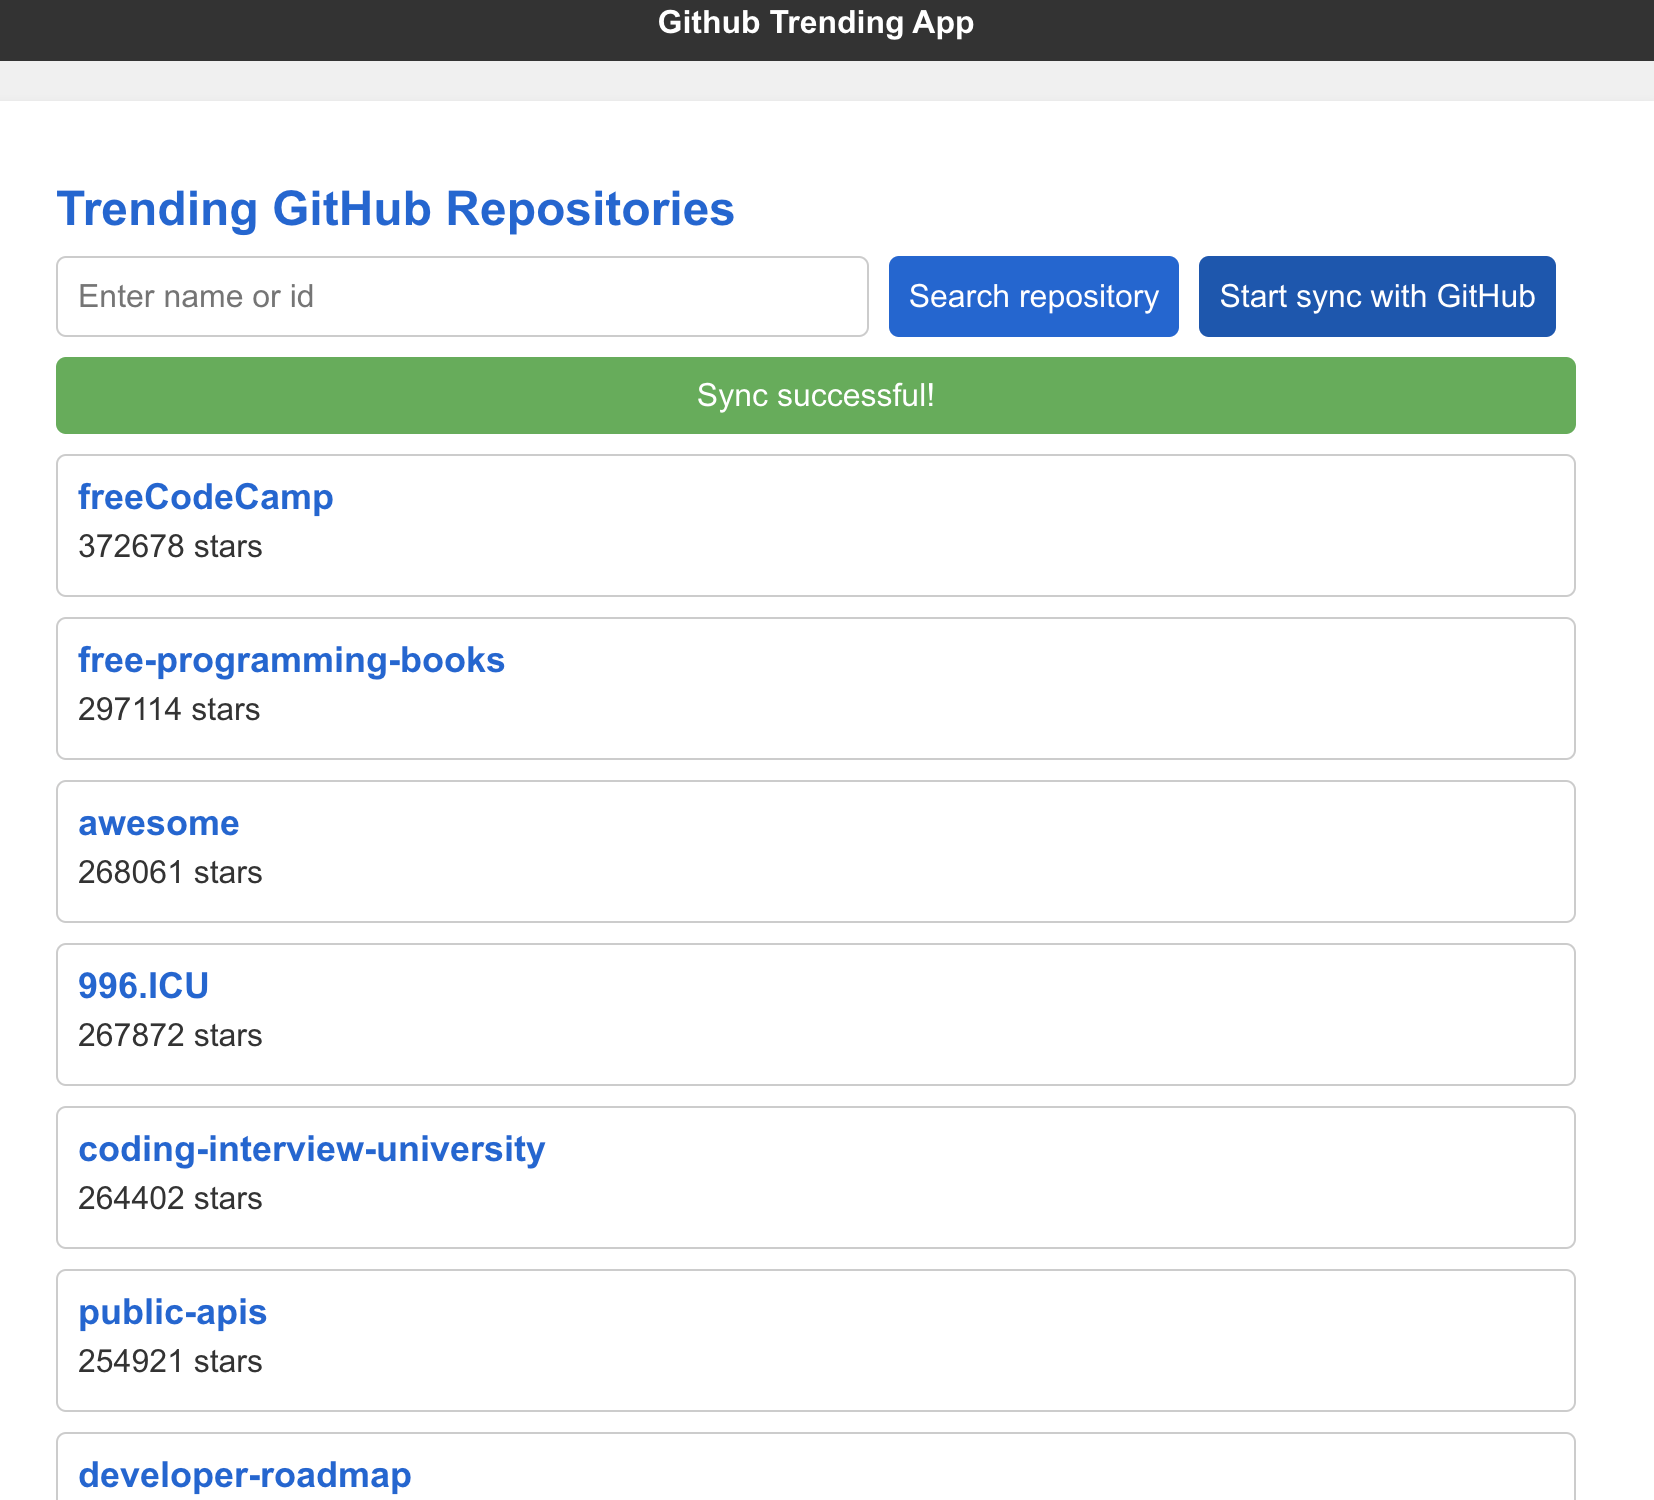 Github Trending App
Trending GitHub Repositories
Enter name or id
Search repository
Start sync with GitHub
Sync successful!
freeCodeCamp
372678 stars
free-programming-books
297114 stars
awesome
268061 stars
996.ICU
267872 stars
coding-interview-university
264402 stars
public-apis
254921 stars
developer-roadmap